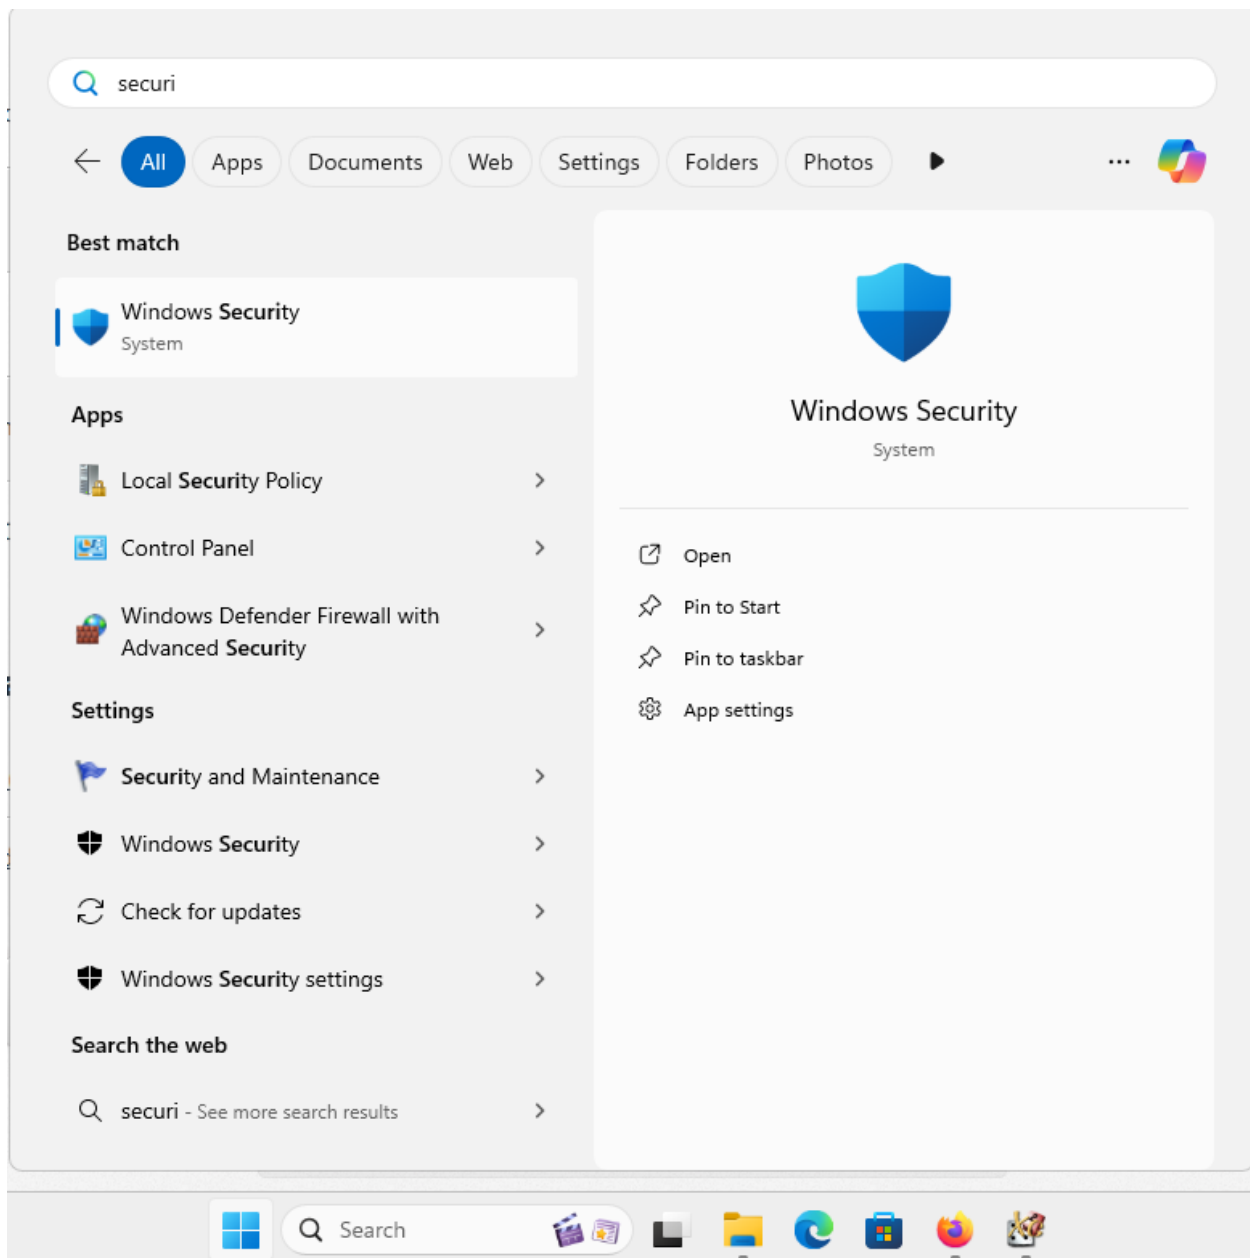 securi
All
Apps
Documents
Web
Settings
Folders
Photos
Best match
Windows Security
System
Apps
Local Security Policy
Control Panel
Windows Defender Firewall with
Advanced Security
Settings
Security and Maintenance
Windows Security
Check for updates
Windows Security settings
Search the web
securi - See more search results
Windows Security
System
Open
Pin to Start
Pin to taskbar
App settings
Search